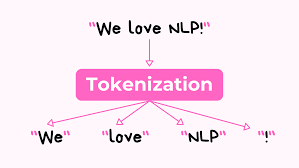 "We love NLP!"
Tokenization
"We" "love" "NLP" "!"